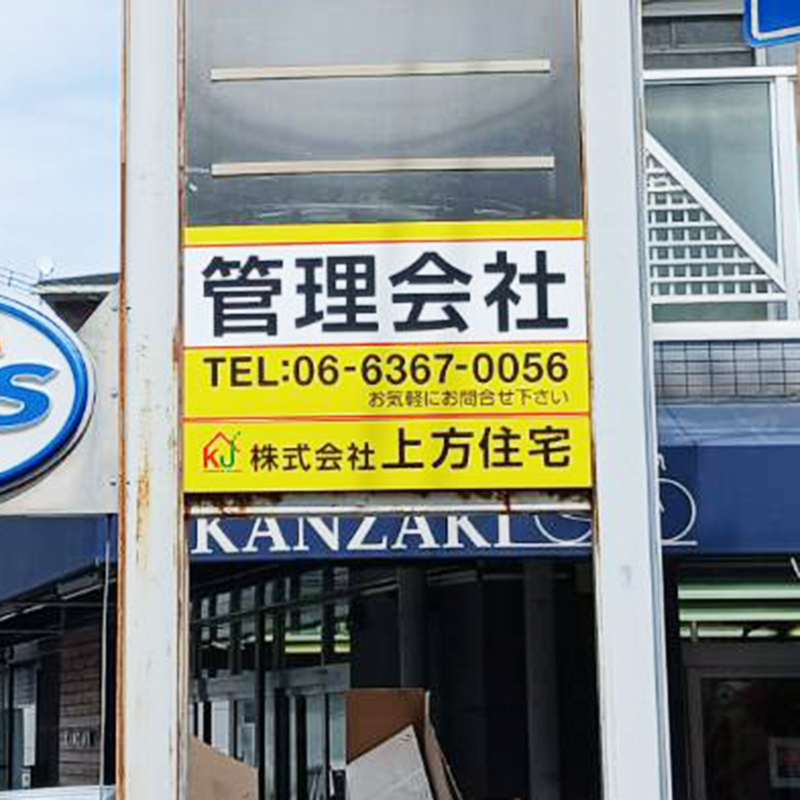 管理会社
TEL:06-6367-0056
お気軽にお問合せ下さい
KJ 株式会社 上方住宅
KANZAKI
S